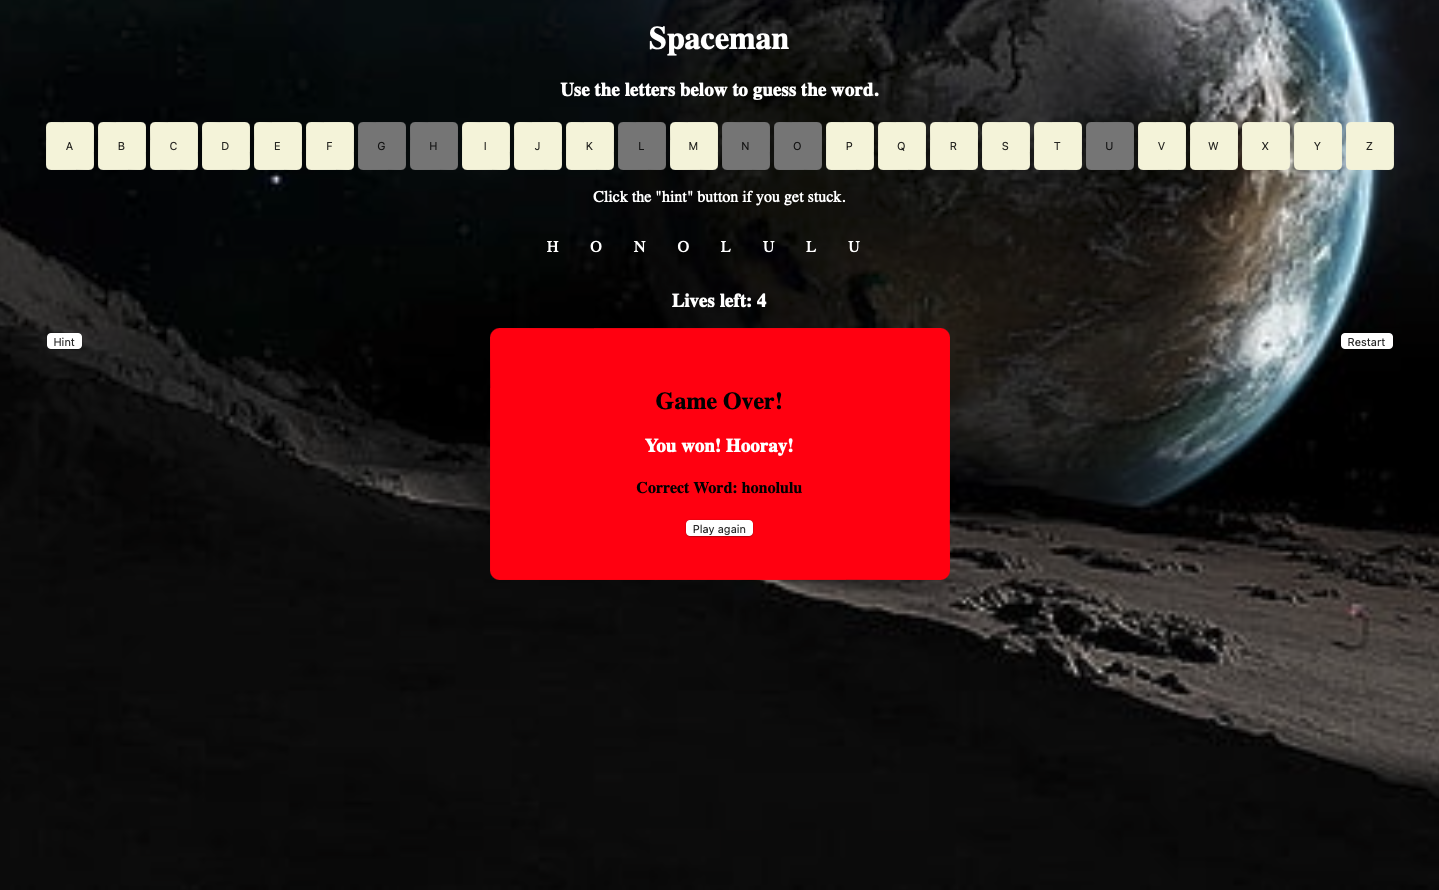 Spaceman
Use the letters below to guess the word.
A B C D E F G H I J K L M N O P Q R S T U V W X Y Z
Click the "hint" button if you get stuck.
H O N O L U L U
Lives left: 4
Hint
Restart
Game Over!
You won! Hooray!
Correct Word: honolulu
Play again